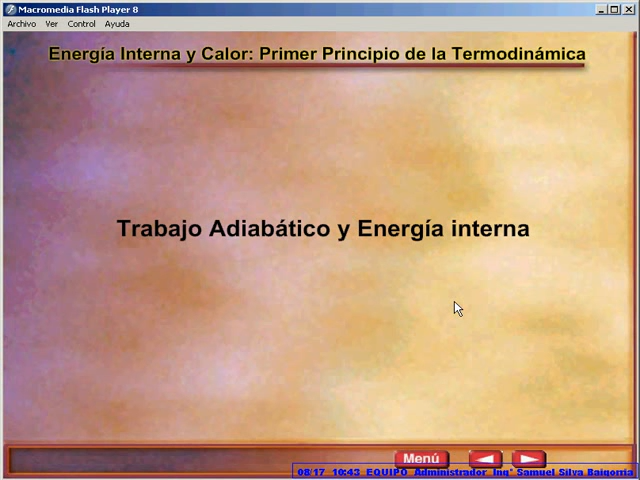 Macromedia Flash Player 8
Archivo Ver Control Ayuda
Energía Interna y Calor: Primer Principio de la Termodinámica
Trabajo Adiabático y Energía interna
Menú
08/17 10:43 EQUIPO Administrador Ing° Samuel Silva Baigorria